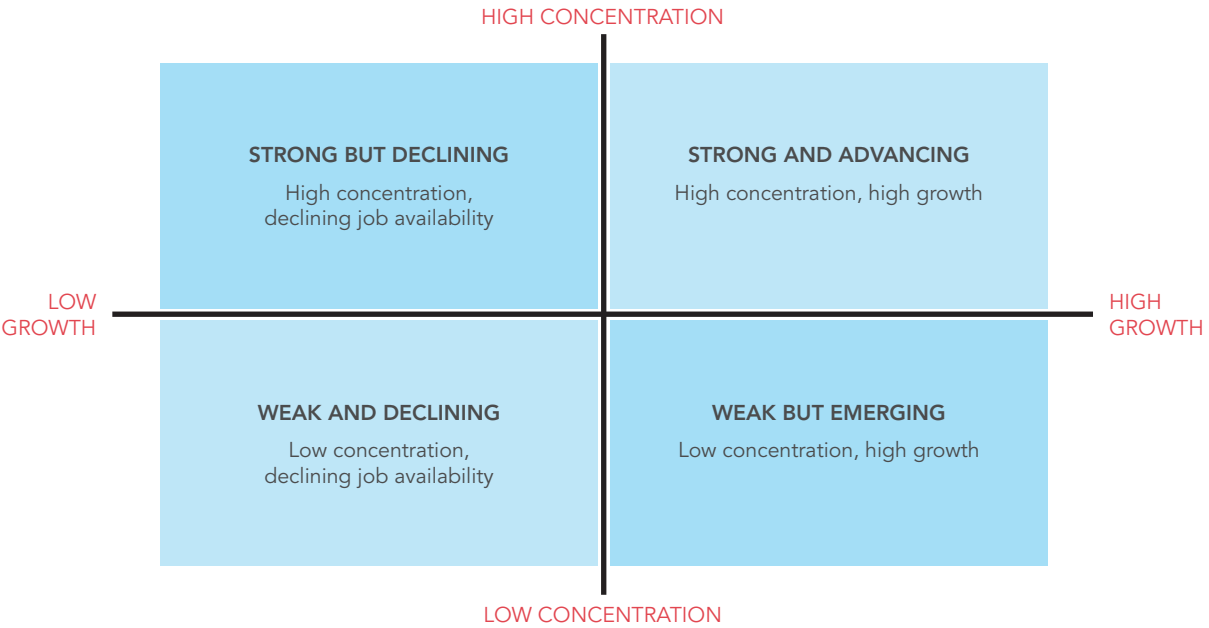 HIGH CONCENTRATION
STRONG BUT DECLINING
High concentration,
declining job availability
STRONG AND ADVANCING
High concentration, high growth
LOW
GROWTH
HIGH
GROWTH
WEAK AND DECLINING
Low concentration,
declining job availability
WEAK BUT EMERGING
Low concentration, high growth
LOW CONCENTRATION